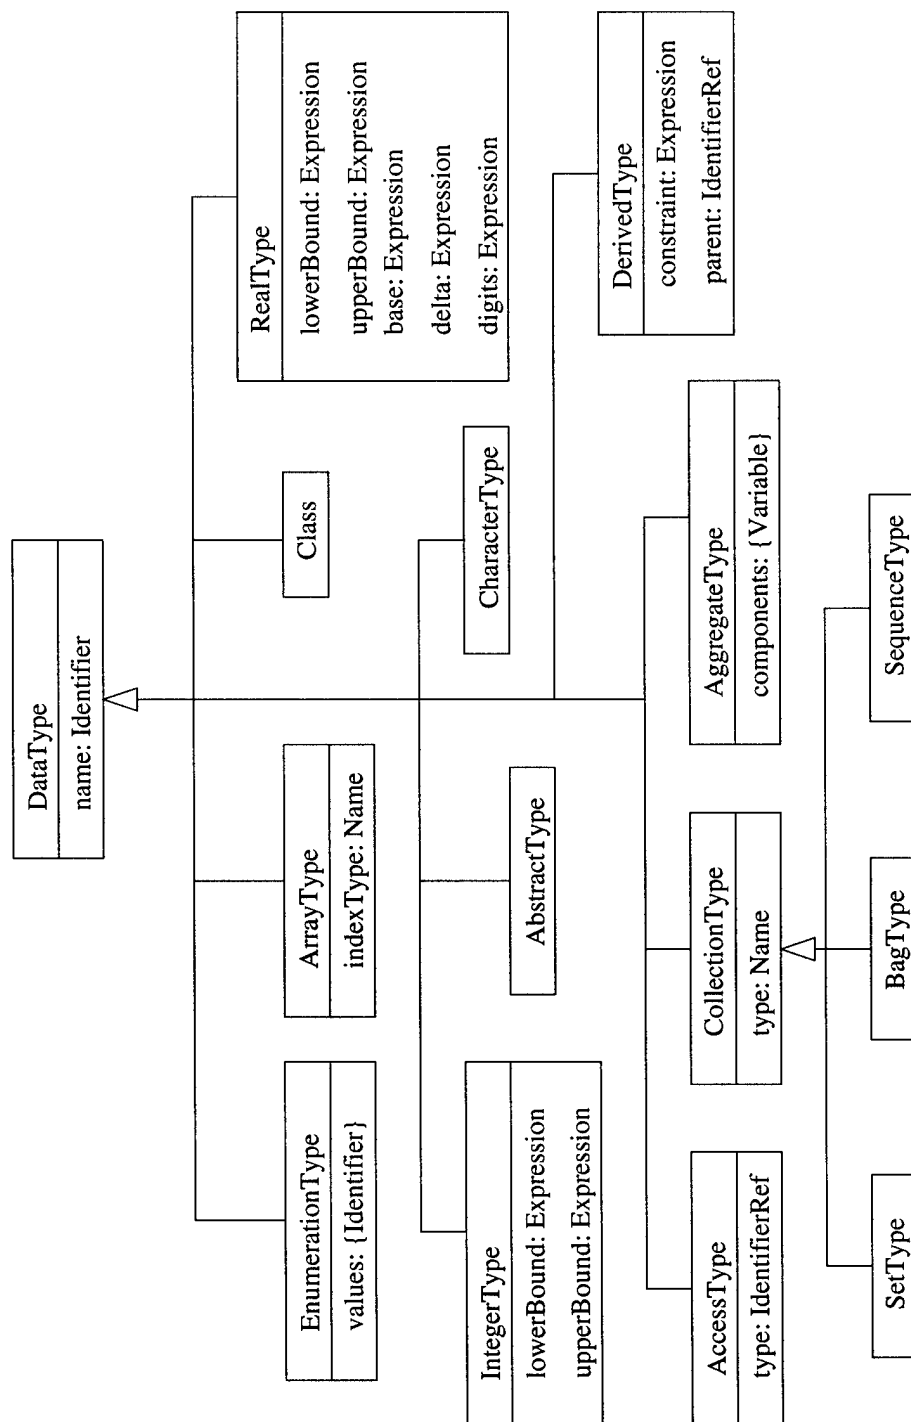 DataType
name: Identifier
EnumerationType
values: {Identifier}
ArrayType
indexType: Name
Class
RealType
lowerBound: Expression
upperBound: Expression
base: Expression
delta: Expression
digits: Expression
IntegerType
lowerBound: Expression
upperBound: Expression
AbstractType
CharacterType
DerivedType
constraint: Expression
parent: IdentifierRef
AccessType
type: IdentifierRef
CollectionType
type: Name
AggregateType
components: {Variable}
SetType
BagType
SequenceType